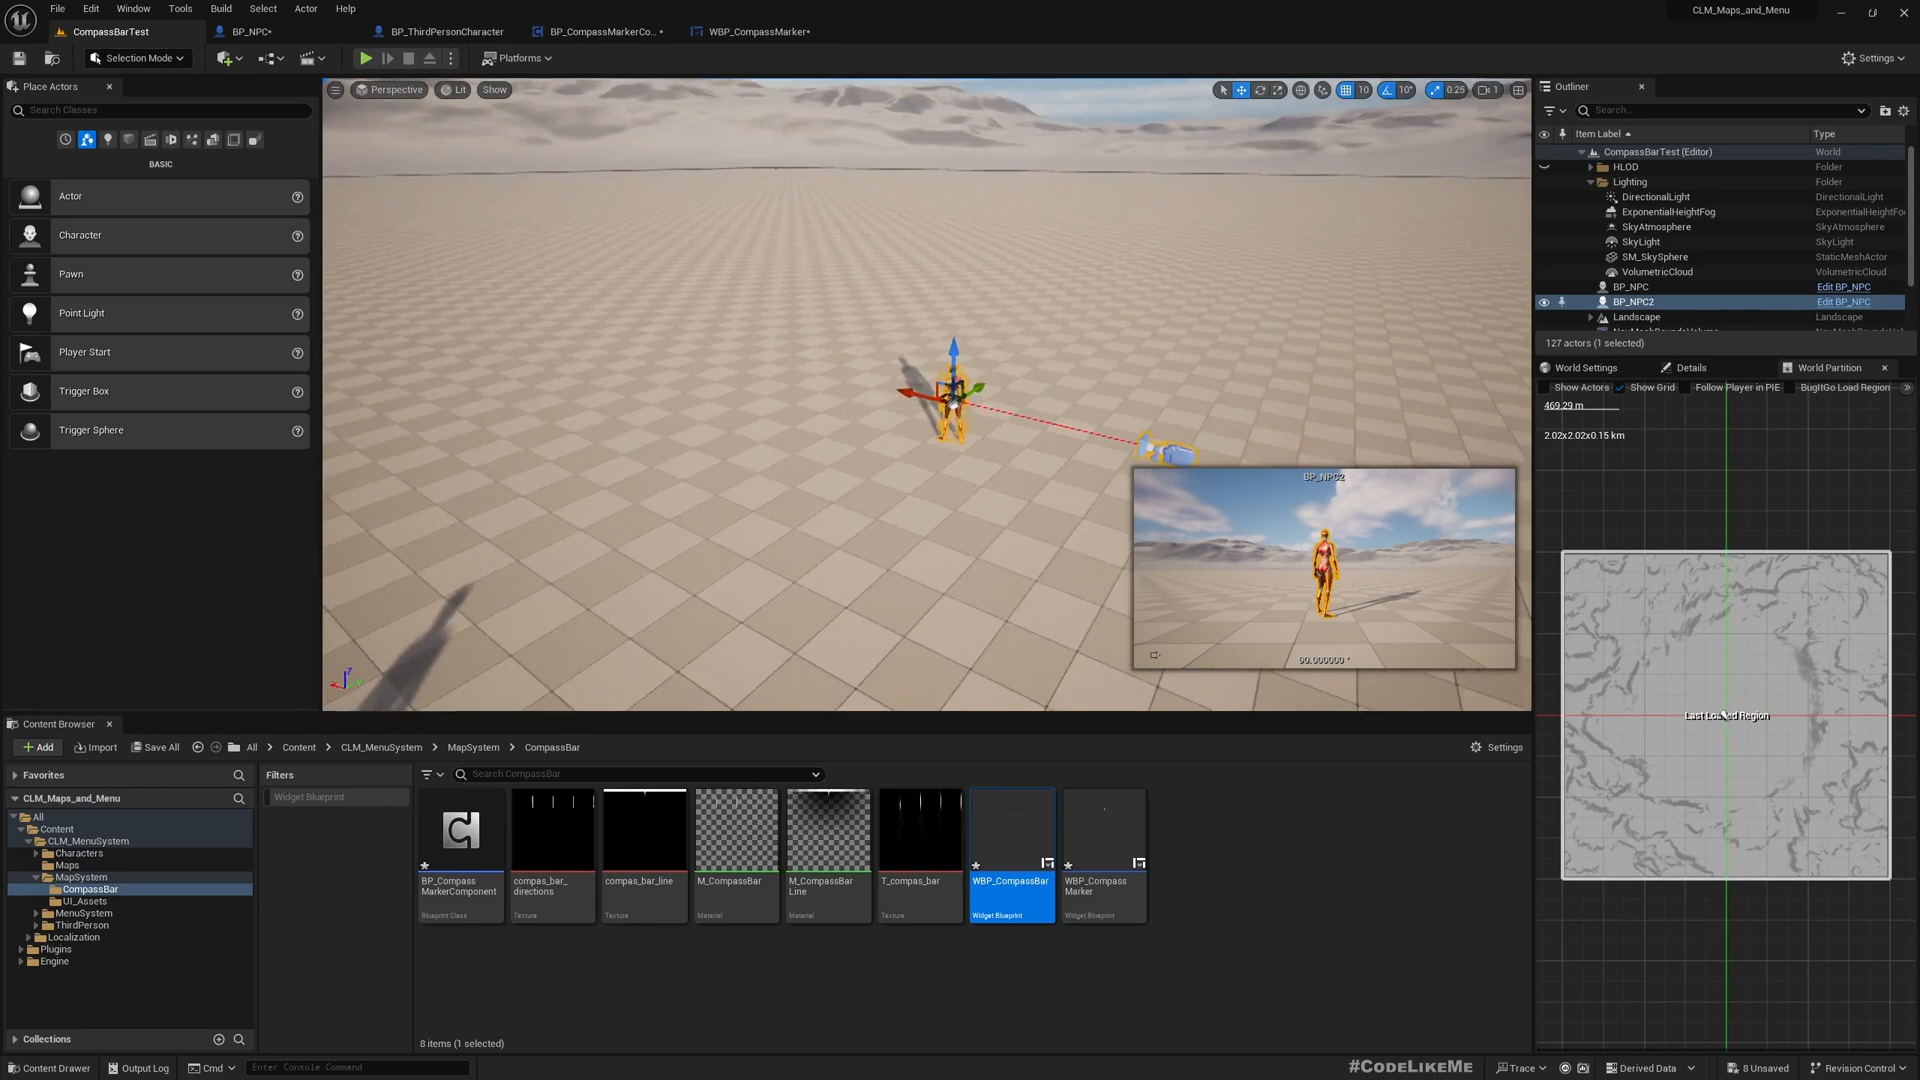 File Edit Window Tools Build Select Actor Help
CLM_Maps_and_Menu
CompassBarTest
BP_NPC*
BP_ThirdPersonCharacter
BP_CompassMarkerCo... *
WBP_CompassMarker*
Selection Mode
Platforms
Settings
Place Actors
Search Classes
BASIC
Actor
Character
Pawn
Point Light
Player Start
Trigger Box
Trigger Sphere
Perspective
Lit
Show
10
10°
0.25
1
BP_NPC2
90.000000 °
Outliner
Search...
Item Label
Type
CompassBarTest (Editor) World
HLOD Folder
Lighting Folder
DirectionalLight DirectionalLight
ExponentialHeightFog ExponentialHeightFo
SkyAtmosphere SkyAtmosphere
SkyLight SkyLight
SM_SkySphere StaticMeshActor
VolumetricCloud VolumetricCloud
BP_NPC Edit BP_NPC
BP_NPC2 Edit BP_NPC
Landscape Landscape
127 actors (1 selected)
World Settings
Details
World Partition
Show Actors Show Grid Follow Player in PIE BugItGo Load Region
469.29 m
2.02x2.02x0.15 km
Last Loaded Region
Content Browser
Add
Import
Save All
All > Content > CLM_MenuSystem > MapSystem > CompassBar
Settings
Favorites
CLM_Maps_and_Menu
All
Content
CLM_MenuSystem
Characters
Maps
MapSystem
CompassBar
UI_Assets
MenuSystem
ThirdPerson
Localization
Plugins
Engine
Collections
Filters
Widget Blueprint
Search CompassBar
BP_Compass
MarkerComponent
Blueprint Class
compas_bar_
directions
Texture
compas_bar_line
Texture
M_CompassBar
Material
M_CompassBar
Line
Material
T_compas_bar
Texture
WBP_CompassBar
Widget Blueprint
WBP_Compass
Marker
Widget Blueprint
8 items (1 selected)
Content Drawer
Output Log
Cmd
Enter Console Command
#CodeLikeMe
Trace
Derived Data
8 Unsaved
Revision Control